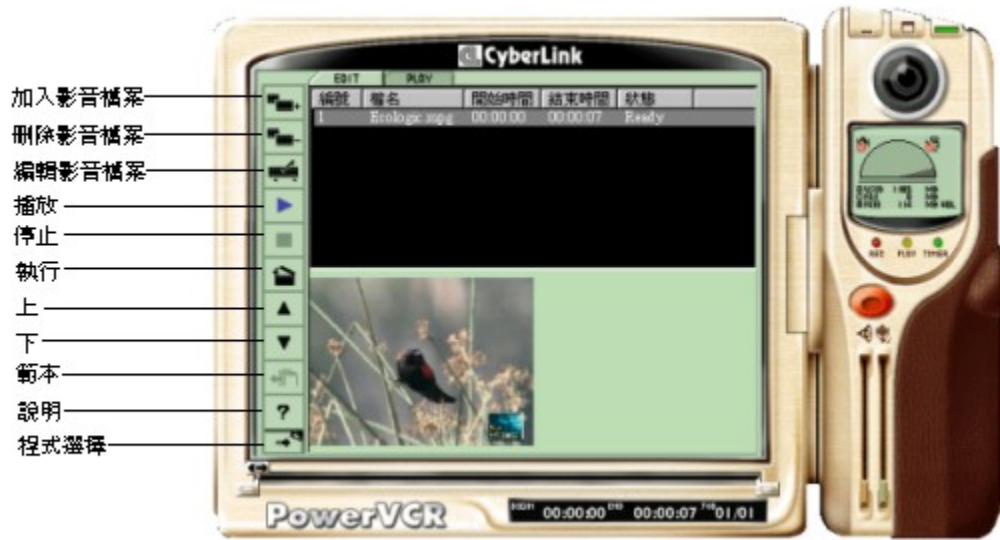 CyberLink
EDIT PLAY
加入影音檔案
刪除影音檔案
編輯影音檔案
播放
停止
執行
上
下
範本
說明
程式選擇
編號 檔名 開始時間 結束時間 狀態
1 Ecologic.mpg 00:00:00 00:00:07 Ready
REC PLAY TIMER
PowerVCR
00:00:00 END 00:00:07 01/01